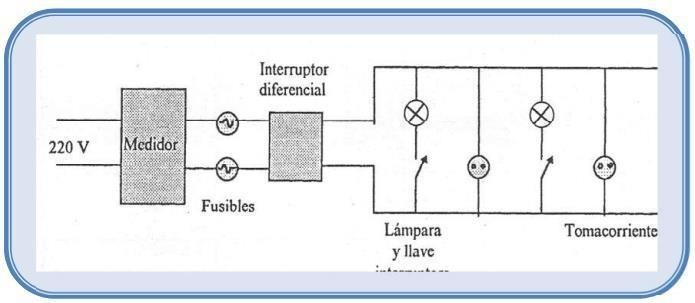 Interruptor
diferencial
220 V
Medidor
Fusibles
Lámpara
y llave
Tomacorriente